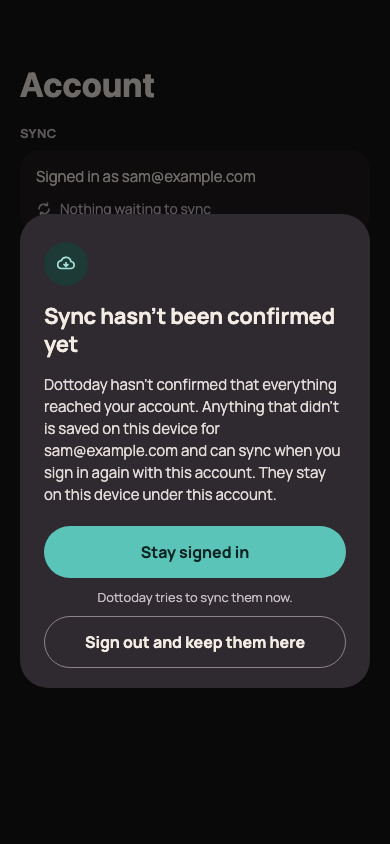 Account
SYNC
Signed in as sam@example.com
Nothing waiting to sync
Sync hasn't been confirmed
yet
Dottoday hasn't confirmed that everything
reached your account. Anything that didn't
is saved on this device for
sam@example.com and can sync when you
sign in again with this account. They stay
on this device under this account.
Stay signed in
Dottoday tries to sync them now.
Sign out and keep them here